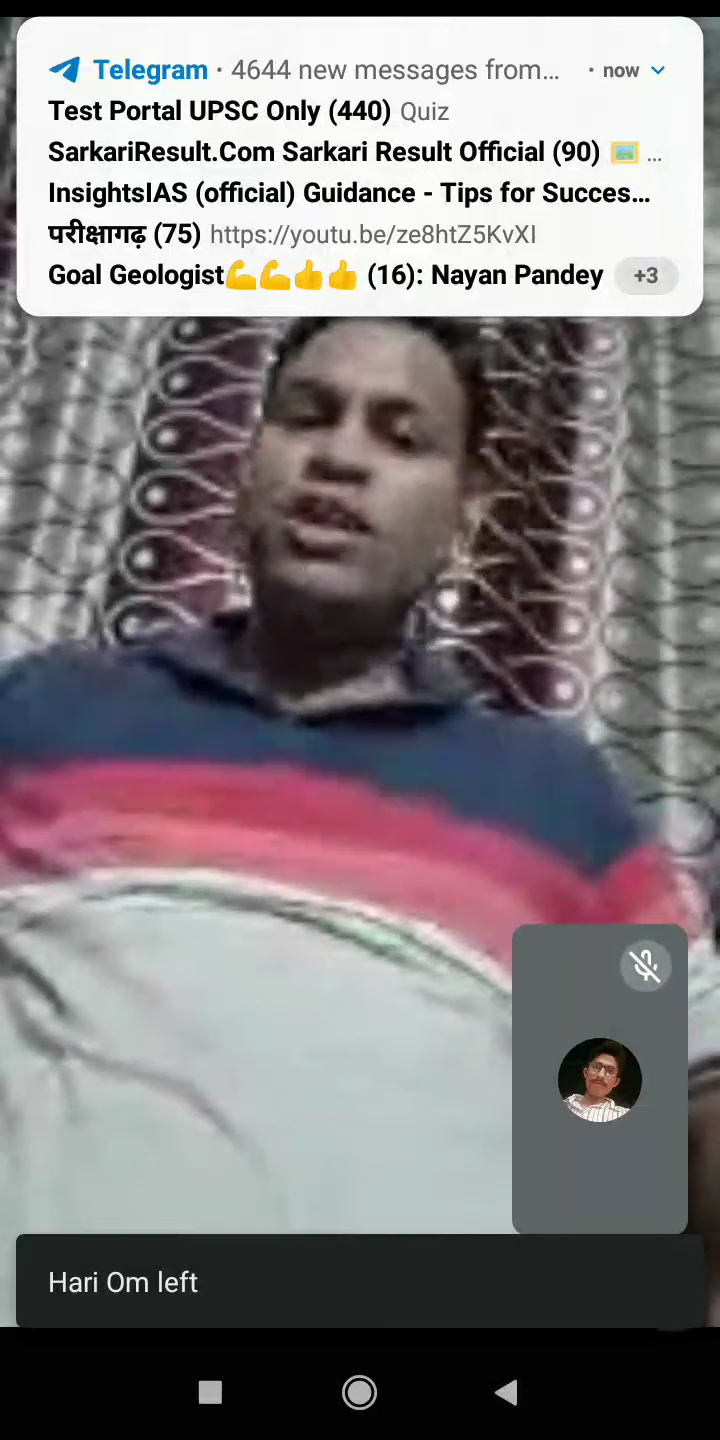 Telegram · 4644 new messages from... · now
Test Portal UPSC Only (440) Quiz
SarkariResult.Com Sarkari Result Official (90) 🖼️ ...
InsightsIAS (official) Guidance - Tips for Succes...
परीक्षागढ़ (75) https://youtu.be/ze8htZ5KvXI
Goal Geologist💪💪👍👍 (16): Nayan Pandey +3
Hari Om left